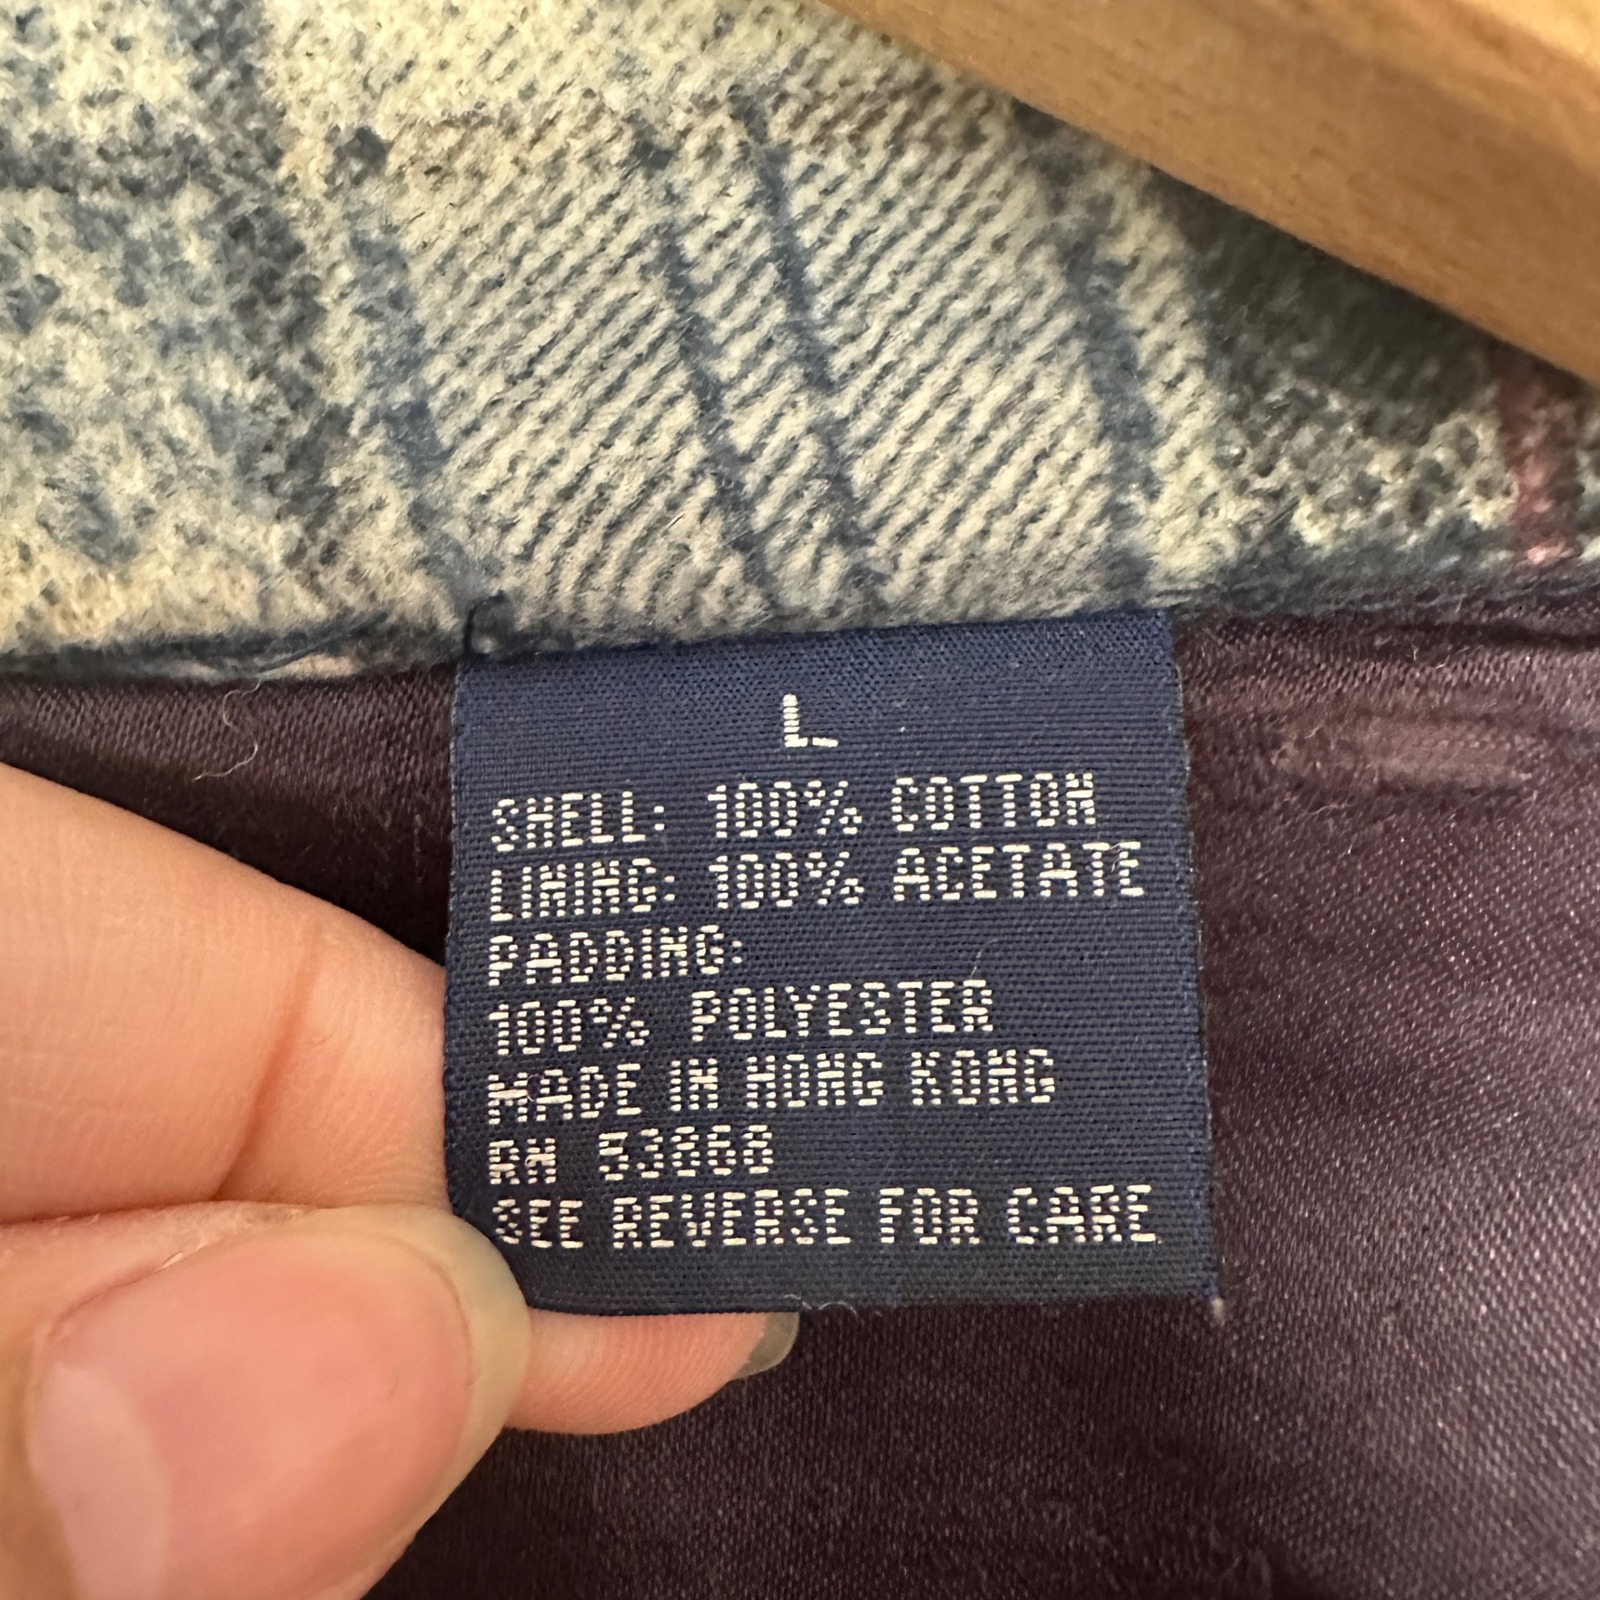 L
SHELL: 100% COTTON
LINING: 100% ACETATE
PADDING:
100% POLYESTER
MADE IN HONG KONG
RN 53868
SEE REVERSE FOR CARE